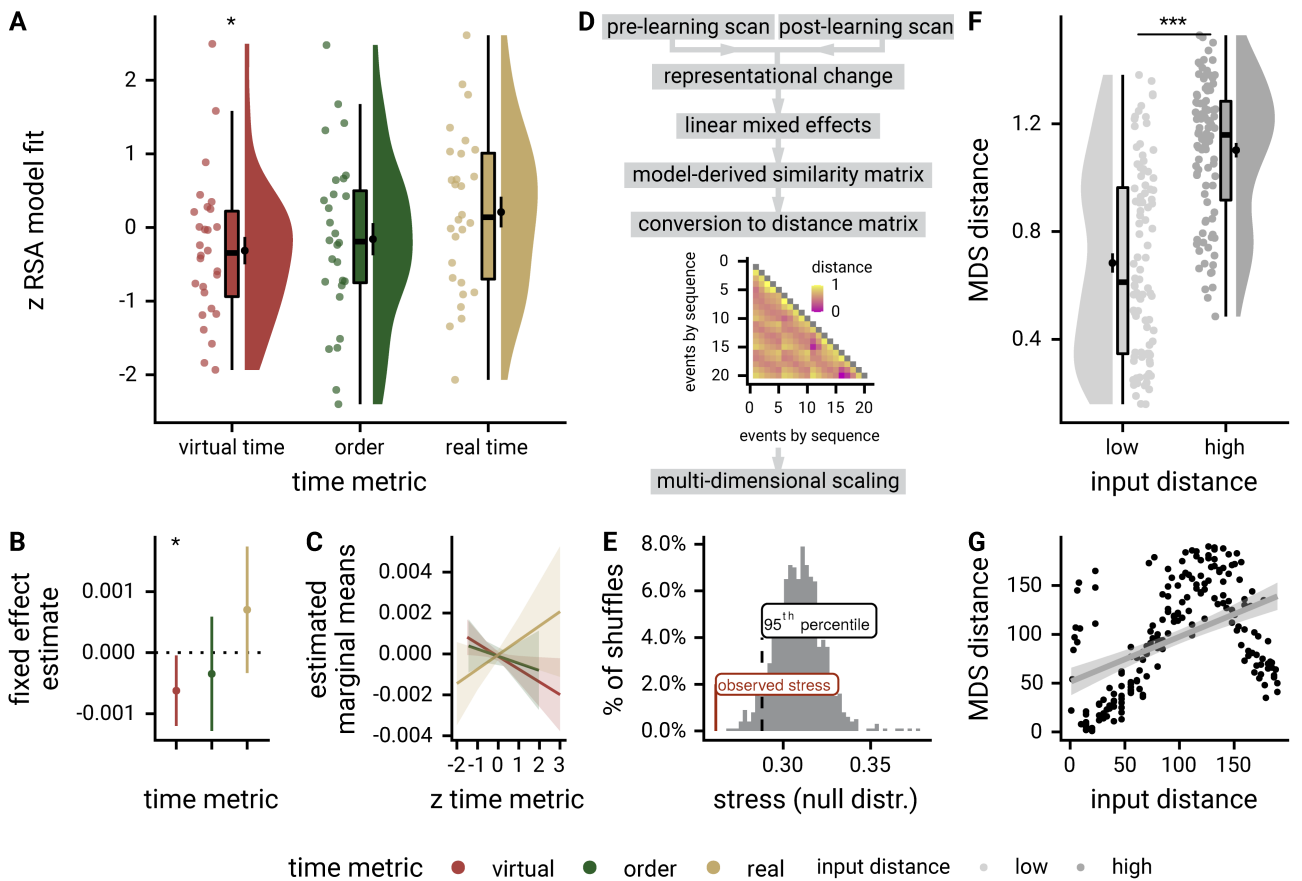 A
*
z RSA model fit
2
1
0
-1
-2
virtual time
order
real time
time metric
B
*
fixed effect
estimate
0.001
0.000
-0.001
time metric
C
estimated
marginal means
0.004
0.002
0.000
-0.002
-0.004
-2 -1 0 1 2 3
z time metric
D
pre-learning scan
post-learning scan
representational change
linear mixed effects
model-derived similarity matrix
conversion to distance matrix
events by sequence
0
5
10
15
20
distance
1
0
0 5 10 15 20
events by sequence
multi-dimensional scaling
E
% of shuffles
8.0%
6.0%
4.0%
2.0%
0.0%
95th percentile
observed stress
0.30 0.35
stress (null distr.)
F
***
MDS distance
1.2
0.8
0.4
low high
input distance
G
MDS distance
150
100
50
0
0 50 100 150
input distance
time metric virtual order real input distance low high